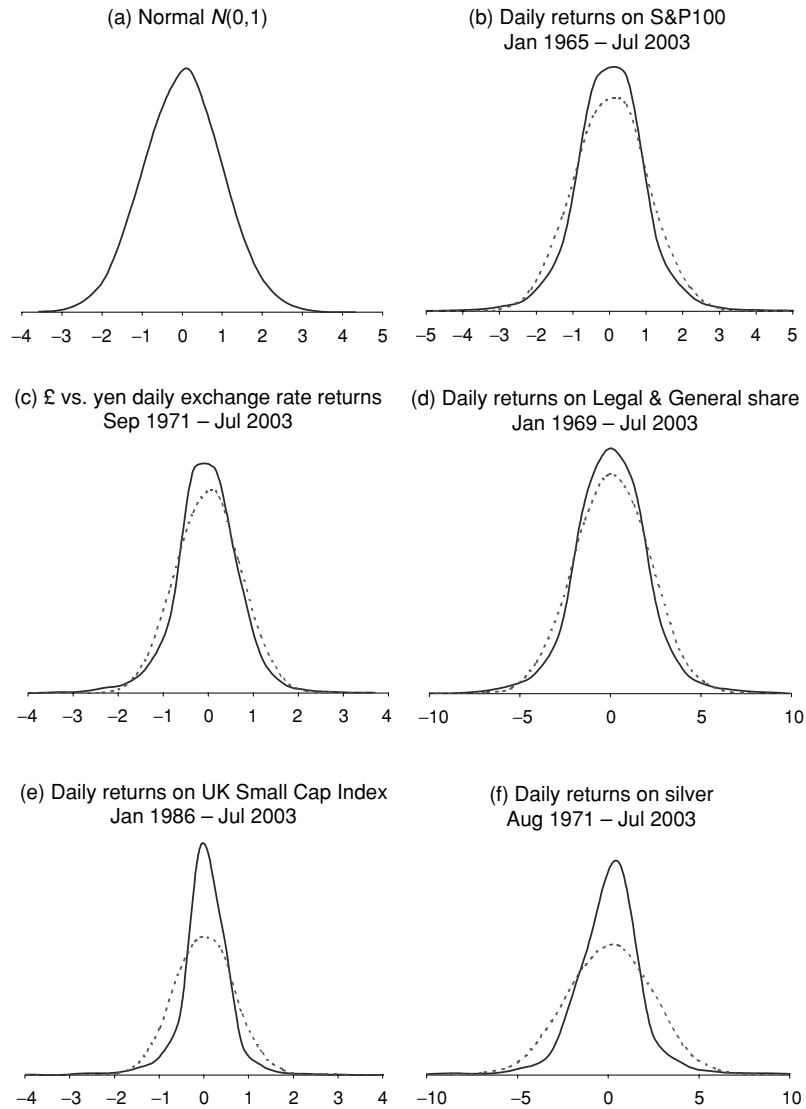 (a) Normal N(0,1)
−4 −3 −2 −1 0 1 2 3 4 5
(b) Daily returns on S&P100
Jan 1965 – Jul 2003
−5 −4 −3 −2 −1 0 1 2 3 4 5
(c) £ vs. yen daily exchange rate returns
Sep 1971 – Jul 2003
−4 −3 −2 −1 0 1 2 3 4
(d) Daily returns on Legal & General share
Jan 1969 – Jul 2003
−10 −5 0 5 10
(e) Daily returns on UK Small Cap Index
Jan 1986 – Jul 2003
−4 −3 −2 −1 0 1 2 3 4
(f) Daily returns on silver
Aug 1971 – Jul 2003
−10 −5 0 5 10